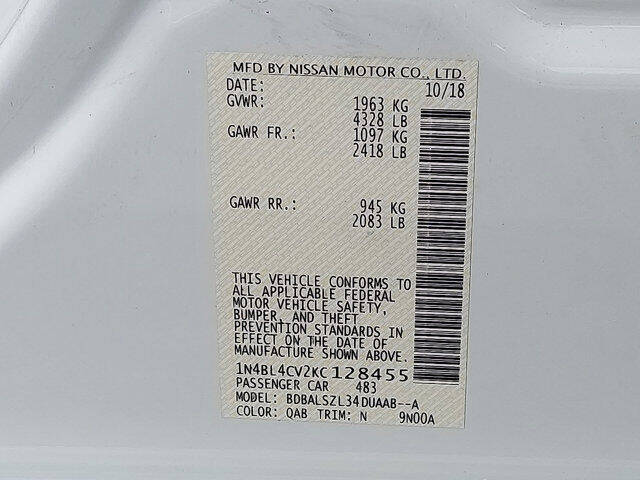 MFD BY NISSAN MOTOR CO., LTD.
DATE: 10/18
GVWR: 1963 KG
4328 LB
GAWR FR.: 1097 KG
2418 LB
GAWR RR.: 945 KG
2083 LB
THIS VEHICLE CONFORMS TO
ALL APPLICABLE FEDERAL
MOTOR VEHICLE SAFETY,
BUMPER, AND THEFT
PREVENTION STANDARDS IN
EFFECT ON THE DATE OF
MANUFACTURE SHOWN ABOVE.
1N4BL4CV2KC128455
PASSENGER CAR 483
MODEL: BDBALSZL34DUAAB--A
COLOR: QAB TRIM: N 9N00A